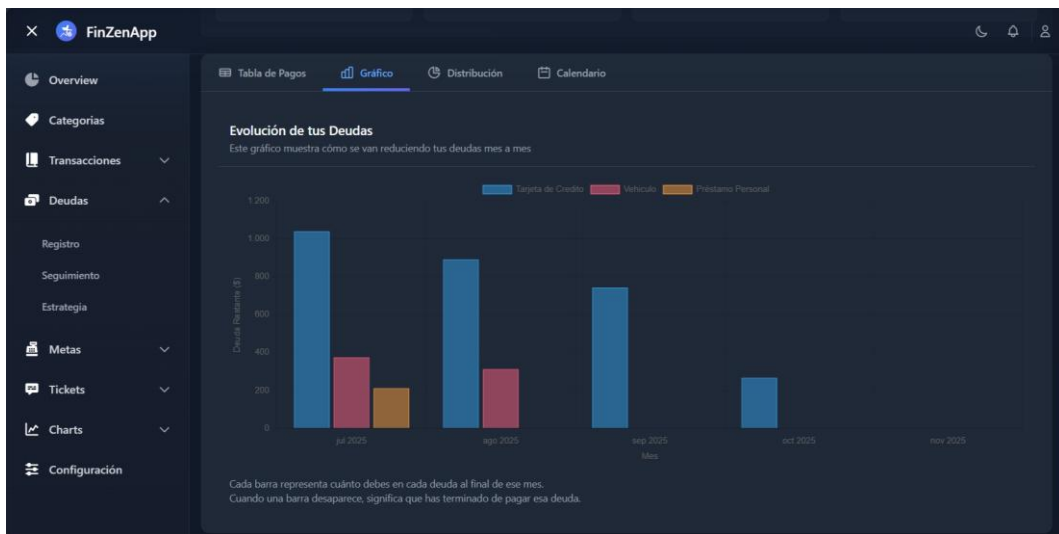 FinZenApp
Overview
Categorias
Transacciones
Deudas
Registro
Seguimiento
Estrategia
Metas
Tickets
Charts
Configuración
Tabla de Pagos
Gráfico
Distribución
Calendario
Evolución de tus Deudas
Este gráfico muestra cómo se van reduciendo tus deudas mes a mes
Tarjeta de Credito Vehiculo Préstamo Personal
1.200
1.000
800
600
400
200
0
Deuda Restante ($)
jul 2025 ago 2025 sep 2025 oct 2025 nov 2025
Mes
Cada barra representa cuánto debes en cada deuda al final de ese mes.
Cuando una barra desaparece, significa que has terminado de pagar esa deuda.